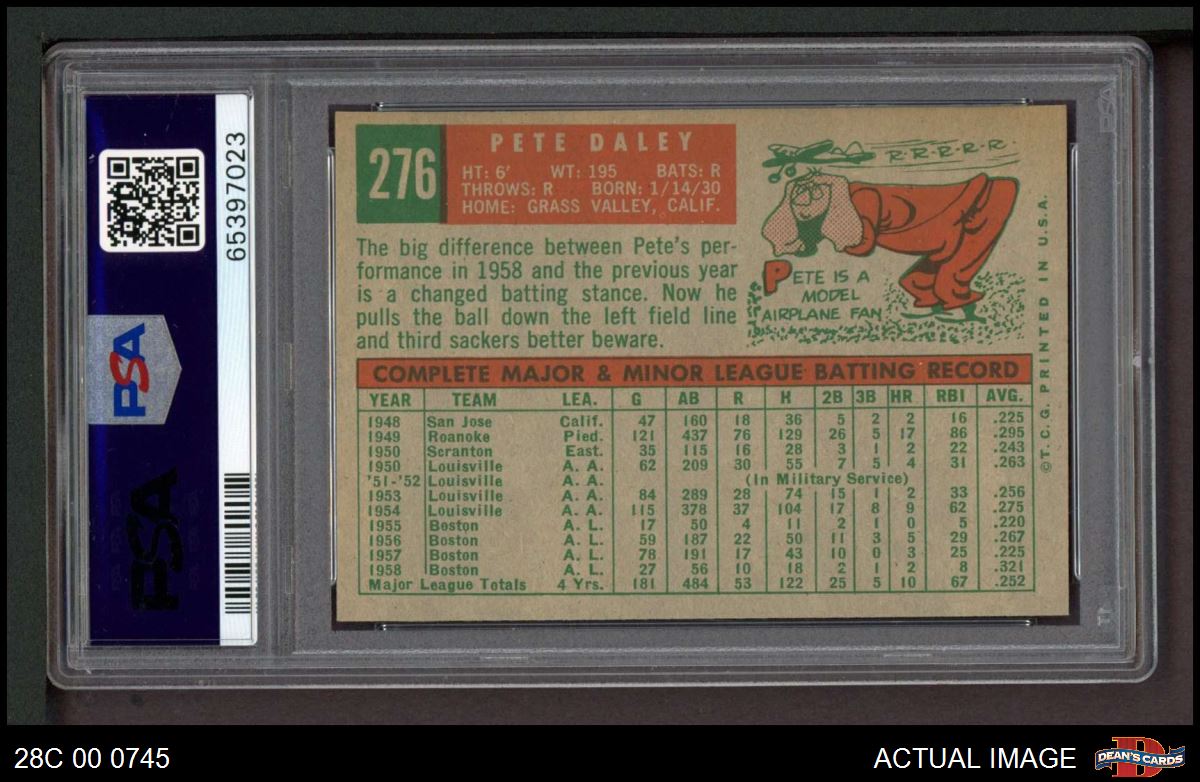 65397023
PSA
PSA
276
PETE DALEY
HT: 6' WT: 195 BATS: R
THROWS: R BORN: 1/14/30
HOME: GRASS VALLEY, CALIF.
The big difference between Pete's per-
formance in 1958 and the previous year
is a changed batting stance. Now he
pulls the ball down the left field line
and third sackers better beware.
R-R-R-R-R
PETE IS A
MODEL
AIRPLANE FAN
COMPLETE MAJOR & MINOR LEAGUE BATTING RECORD
YEAR TEAM LEA. G AB R H 2B 3B HR RBI AVG.
1948 San Jose Calif. 47 160 18 36 5 2 2 16 .225
1949 Roanoke Pied. 121 437 76 129 26 5 17 86 .295
1950 Scranton East. 35 115 16 28 3 1 2 22 .243
1950 Louisville A. A. 62 209 30 55 7 5 4 31 .263
'51-'52 Louisville A. A. (In Military Service)
1953 Louisville A. A. 84 289 28 74 15 1 2 33 .256
1954 Louisville A. A. 115 378 37 104 17 8 9 62 .275
1955 Boston A. L. 17 50 4 11 2 1 0 5 .220
1956 Boston A. L. 59 187 22 50 11 3 5 29 .267
1957 Boston A. L. 78 191 17 43 10 0 3 25 .225
1958 Boston A. L. 27 56 10 18 2 1 2 8 .321
Major League Totals 4 Yrs. 181 484 53 122 25 5 10 67 .252
©T.C.G. PRINTED IN U.S.A.
PSA
28C 00 0745
ACTUAL IMAGE
D
DEAN'S CARDS